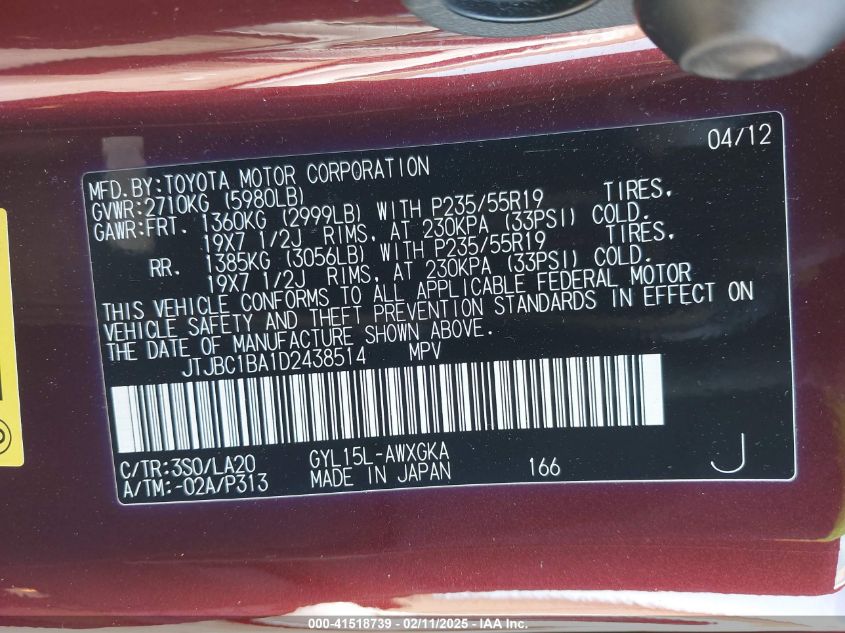 04/12
MFD. BY: TOYOTA MOTOR CORPORATION
GVWR: 2710KG (5980LB)
GAWR: FRT. 1360KG (2999LB) WITH P235/55R19 TIRES,
19X7 1/2J RIMS, AT 230KPA (33PSI) COLD.
RR. 1385KG (3056LB) WITH P235/55R19 TIRES,
19X7 1/2J RIMS, AT 230KPA (33PSI) COLD.
THIS VEHICLE CONFORMS TO ALL APPLICABLE FEDERAL MOTOR
VEHICLE SAFETY AND THEFT PREVENTION STANDARDS IN EFFECT ON
THE DATE OF MANUFACTURE SHOWN ABOVE.
JTJBC1BA1D2438514 MPV
C/TR: 3S0/LA20 GYL15L-AWXGKA
A/TM: -02A/P313 MADE IN JAPAN 166 J
000-41518739 - 02/11/2025 - IAA Inc.